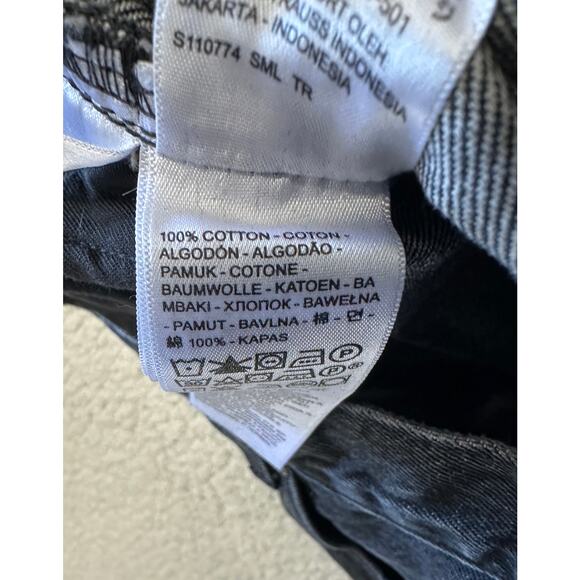 501
RT OLEH
RAUSS INDONESIA
JAKARTA - INDONESIA
S110774 SML TR
100% COTTON - COTON -
ALGODÓN - ALGODÃO -
PAMUK - COTONE -
BAUMWOLLE - KATOEN - BA
MBAKI - ХЛОПОК - BAWEŁNA
- PAMUT - BAVLNA - 棉 - 면 -
綿 100% - KAPAS